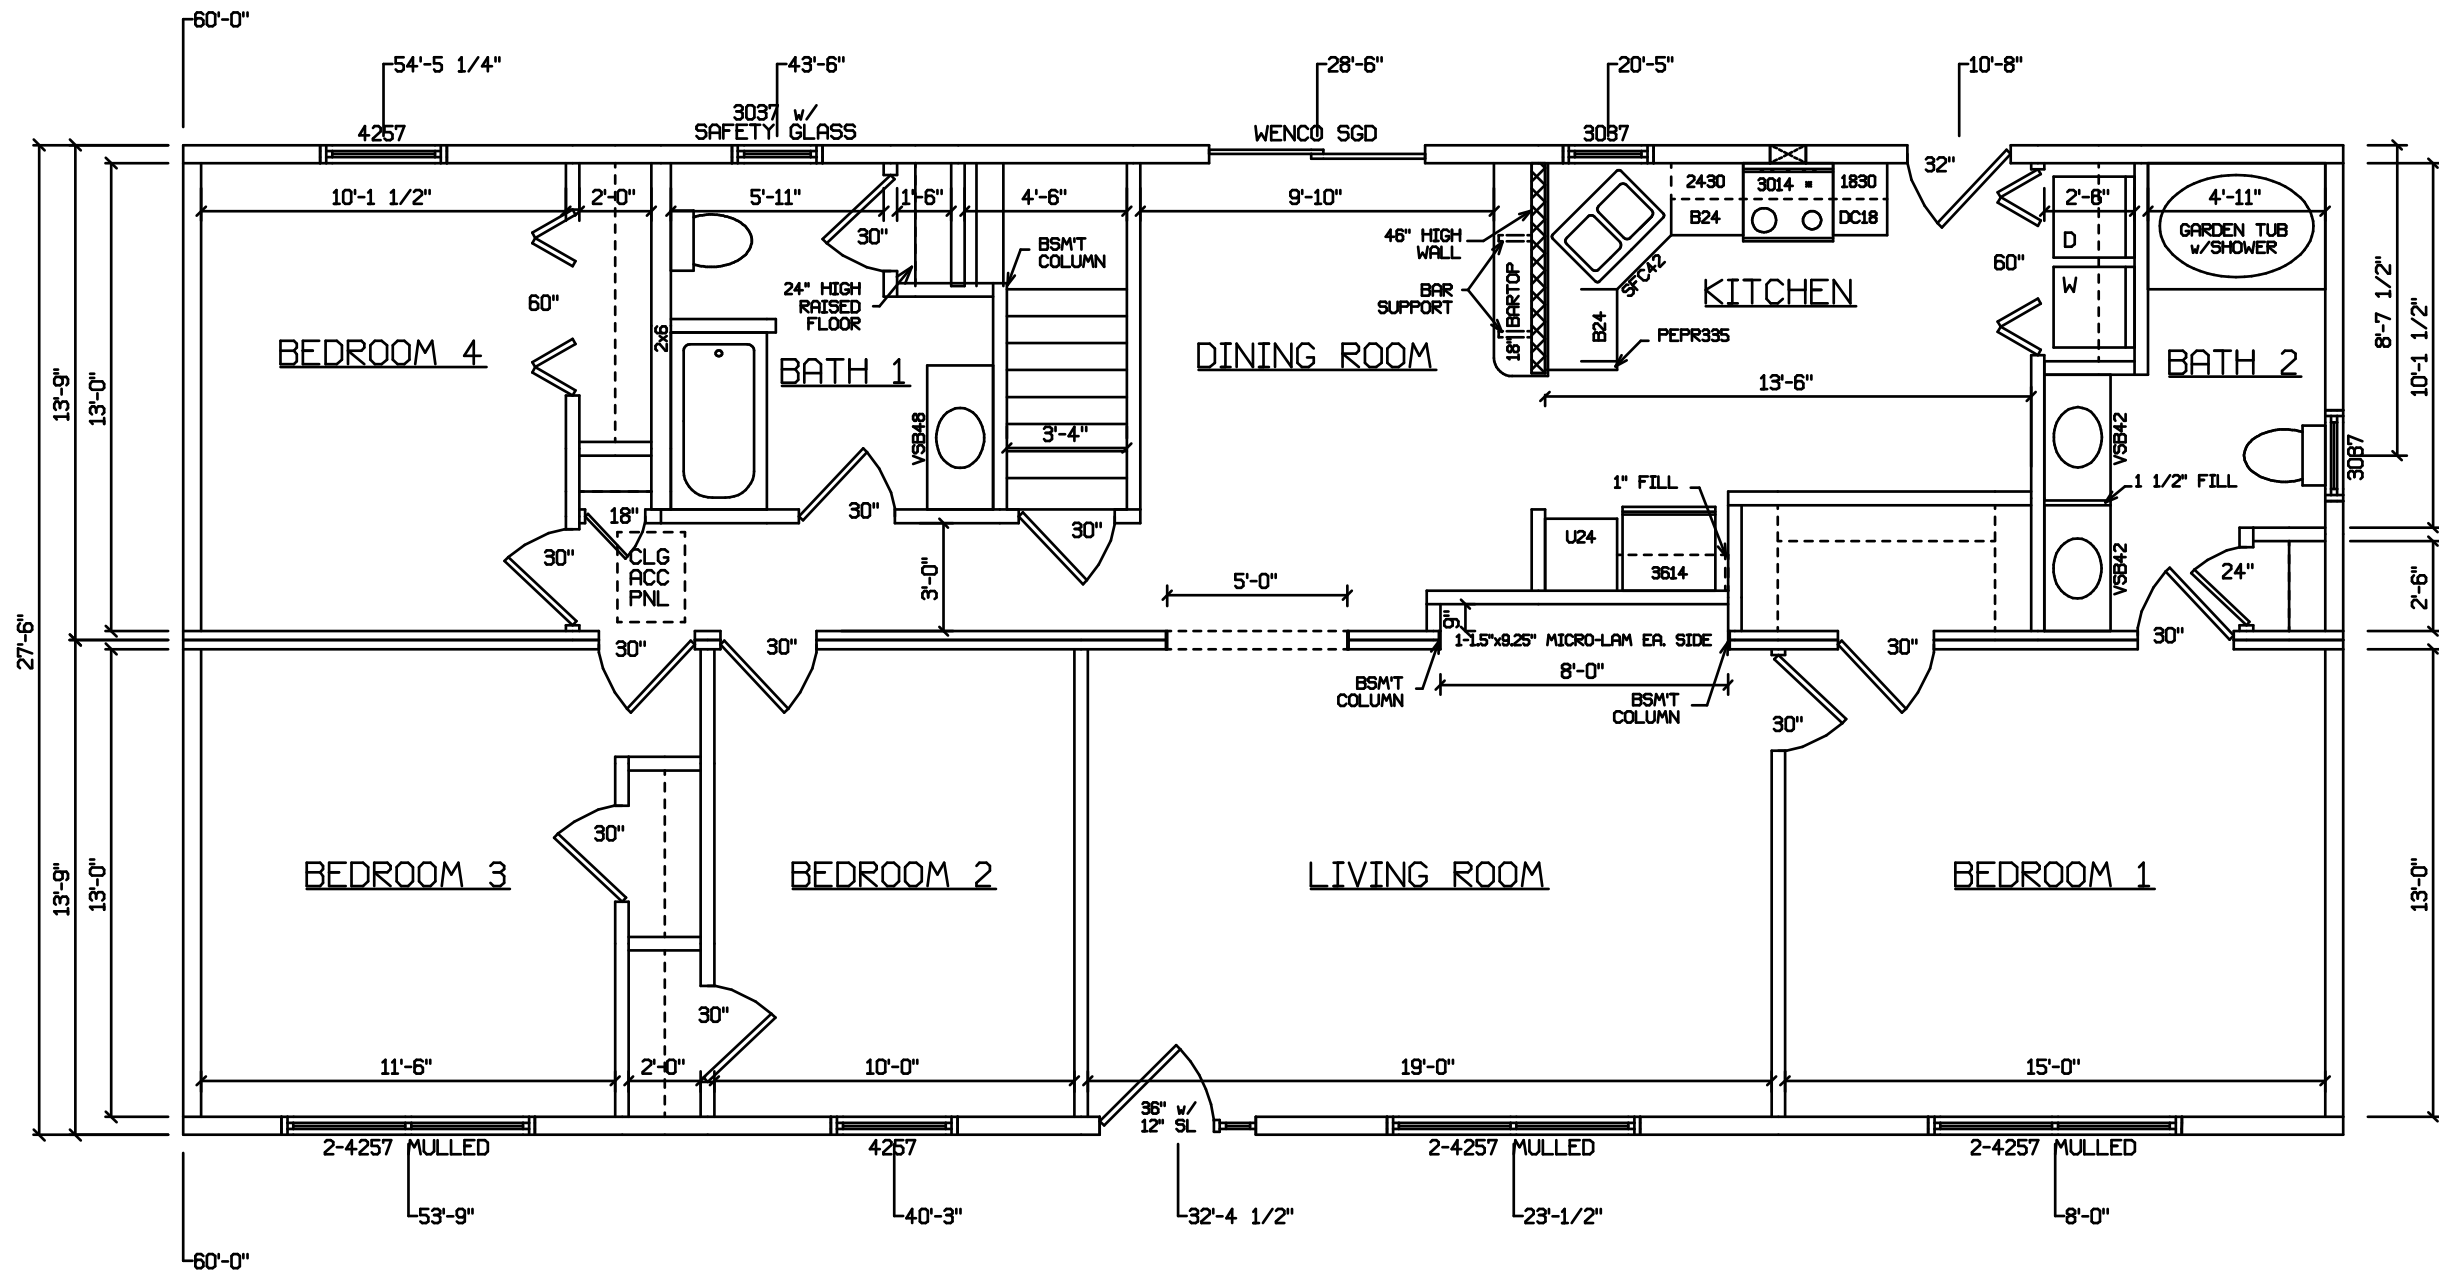 60'-0"
54'-5 1/4"
43'-6"
28'-6"
20'-5"
10'-8"
4257
3037 w/
SAFETY GLASS
WENCO SGD
3037
10'-1 1/2"
2'-0"
5'-11"
1'-6"
4'-6"
9'-10"
2430
3014 *
1830
32"
2'-8"
4'-11"
B24
DC18
30"
46" HIGH
WALL
BSM'T
COLUMN
GARDEN TUB
w/SHOWER
D
60"
W
SFC42
24" HIGH
RAISED
FLOOR
BAR
SUPPORT
18" BARTOP
KITCHEN
60"
2x6
B24
PEPR335
BEDROOM 4
BATH 1
DINING ROOM
BATH 2
8'-7 1/2"
10'-1 1/2"
13'-9"
13'-0"
13'-6"
VSB48
3'-4"
VSB42
3037
1" FILL
1 1/2" FILL
18"
30"
30"
U24
30"
CLG
ACC
PNL
3'-0"
5'-0"
3614
VSB42
24"
2'-6"
27'-6"
9"
1-1.5"x9.25" MICRO-LAM EA. SIDE
30"
30"
30"
30"
8'-0"
BSM'T
COLUMN
BSM'T
COLUMN
30"
30"
BEDROOM 3
BEDROOM 2
LIVING ROOM
BEDROOM 1
13'-9"
13'-0"
13'-0"
30"
11'-6"
2'-0"
10'-0"
19'-0"
15'-0"
36" w/
12" SL
2-4257 MULLED
4257
2-4257 MULLED
2-4257 MULLED
53'-9"
40'-3"
32'-4 1/2"
23'-1/2"
8'-0"
60'-0"